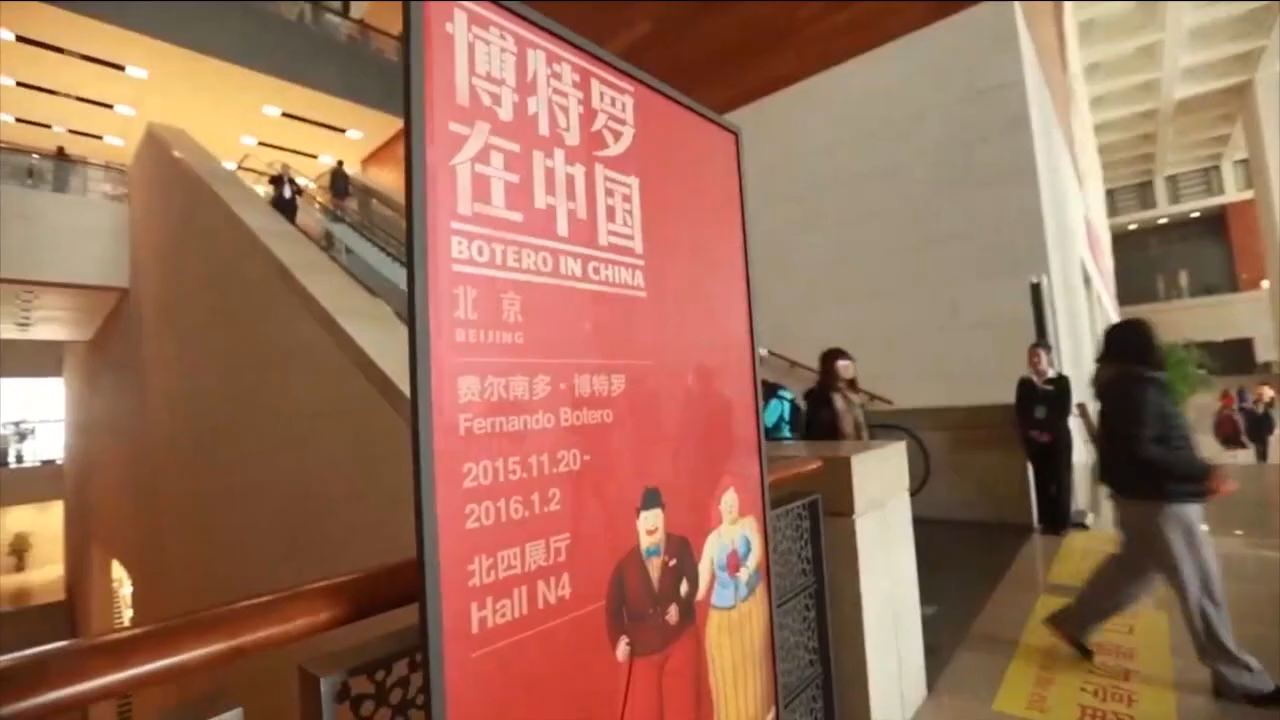 博特罗
在中国
BOTERO IN CHINA
北京
BEIJING
费尔南多·博特罗
Fernando Botero
2015.11.20-
2016.1.2
北四展厅
Hall N4